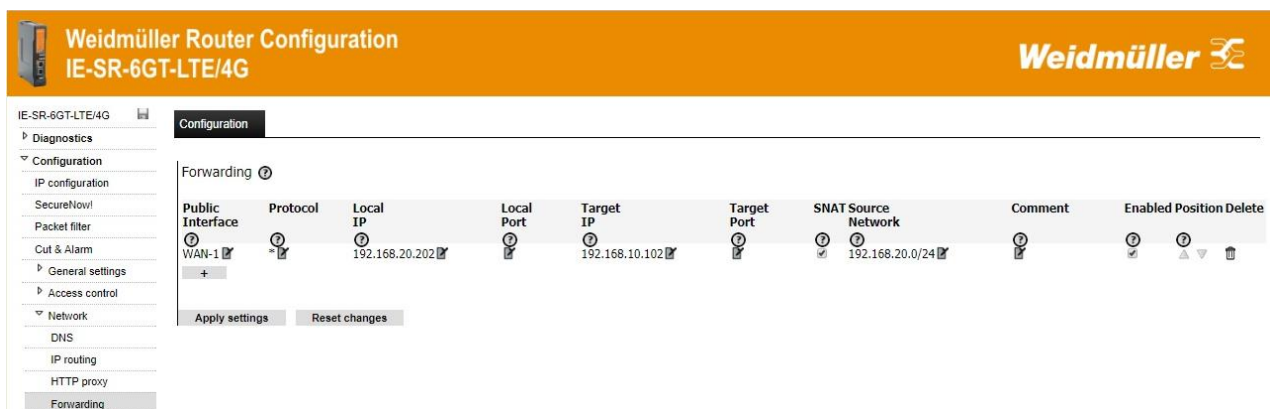 Weidmüller Router Configuration
IE-SR-6GT-LTE/4G
Weidmüller
IE-SR-6GT-LTE/4G
Diagnostics
Configuration
IP configuration
SecureNow!
Packet filter
Cut & Alarm
General settings
Access control
Network
DNS
IP routing
HTTP proxy
Forwarding
Configuration
Forwarding ?
Public Interface Protocol Local IP Local Port Target IP Target Port SNAT Source Network Comment Enabled Position Delete
? ? ? ? ? ? ? ? ? ? ?
WAN-1 * 192.168.20.202 192.168.10.102 192.168.20.0/24
+
Apply settings Reset changes